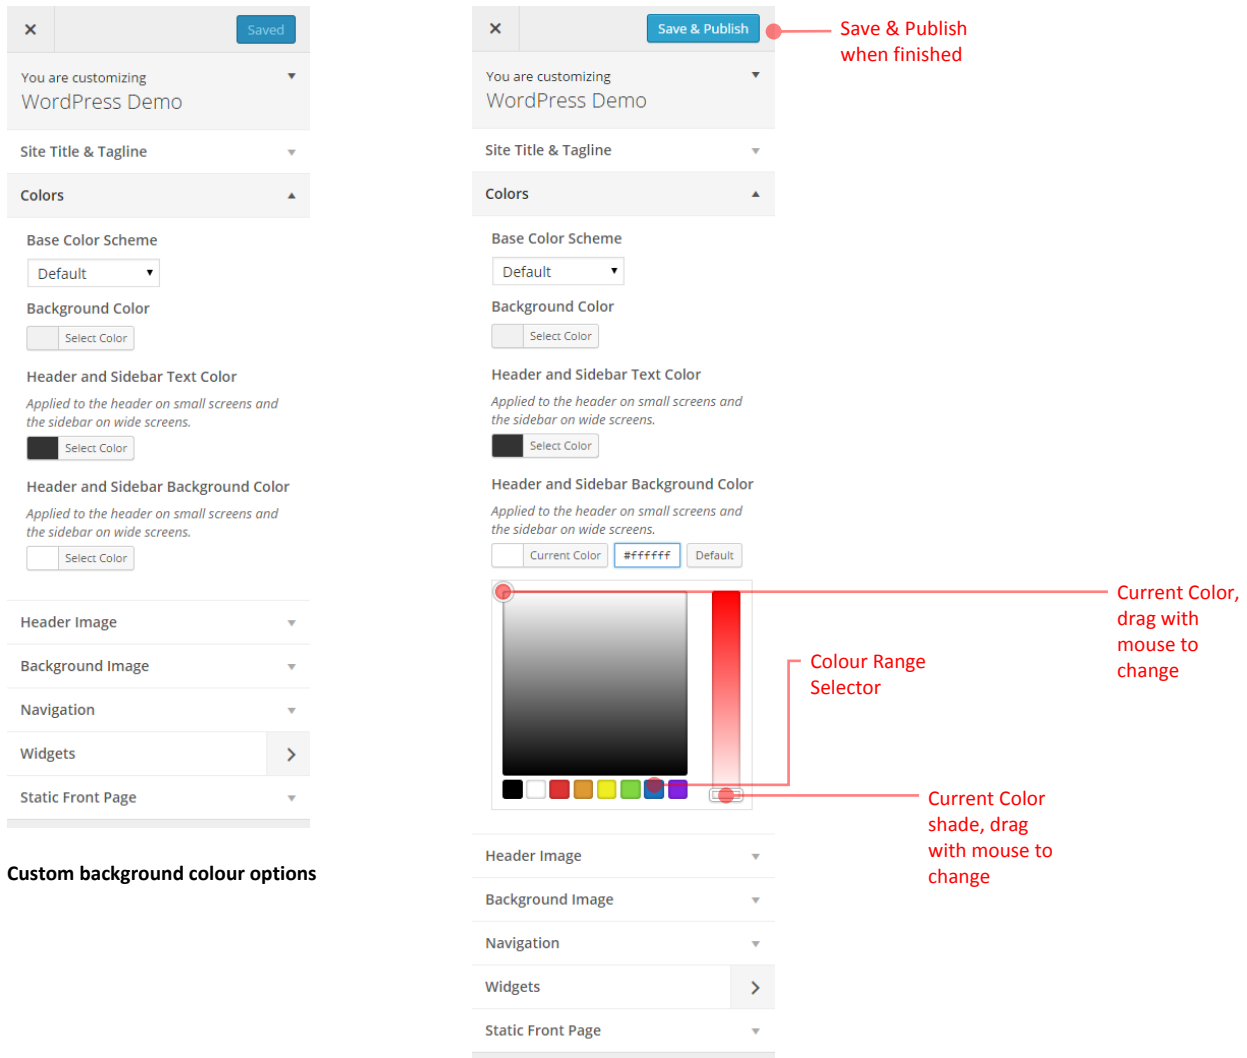 Saved
You are customizing
WordPress Demo
Site Title & Tagline
Colors
Base Color Scheme
Default
Background Color
Select Color
Header and Sidebar Text Color
Applied to the header on small screens and
the sidebar on wide screens.
Select Color
Header and Sidebar Background Color
Applied to the header on small screens and
the sidebar on wide screens.
Select Color
Header Image
Background Image
Navigation
Widgets
Static Front Page
Custom background colour options
Save & Publish
You are customizing
WordPress Demo
Site Title & Tagline
Colors
Base Color Scheme
Default
Background Color
Select Color
Header and Sidebar Text Color
Applied to the header on small screens and
the sidebar on wide screens.
Select Color
Header and Sidebar Background Color
Applied to the header on small screens and
the sidebar on wide screens.
Current Color #ffffff Default
Header Image
Background Image
Navigation
Widgets
Static Front Page
Save & Publish
when finished
Current Color,
drag with
mouse to
change
Colour Range
Selector
Current Color
shade, drag
with mouse to
change